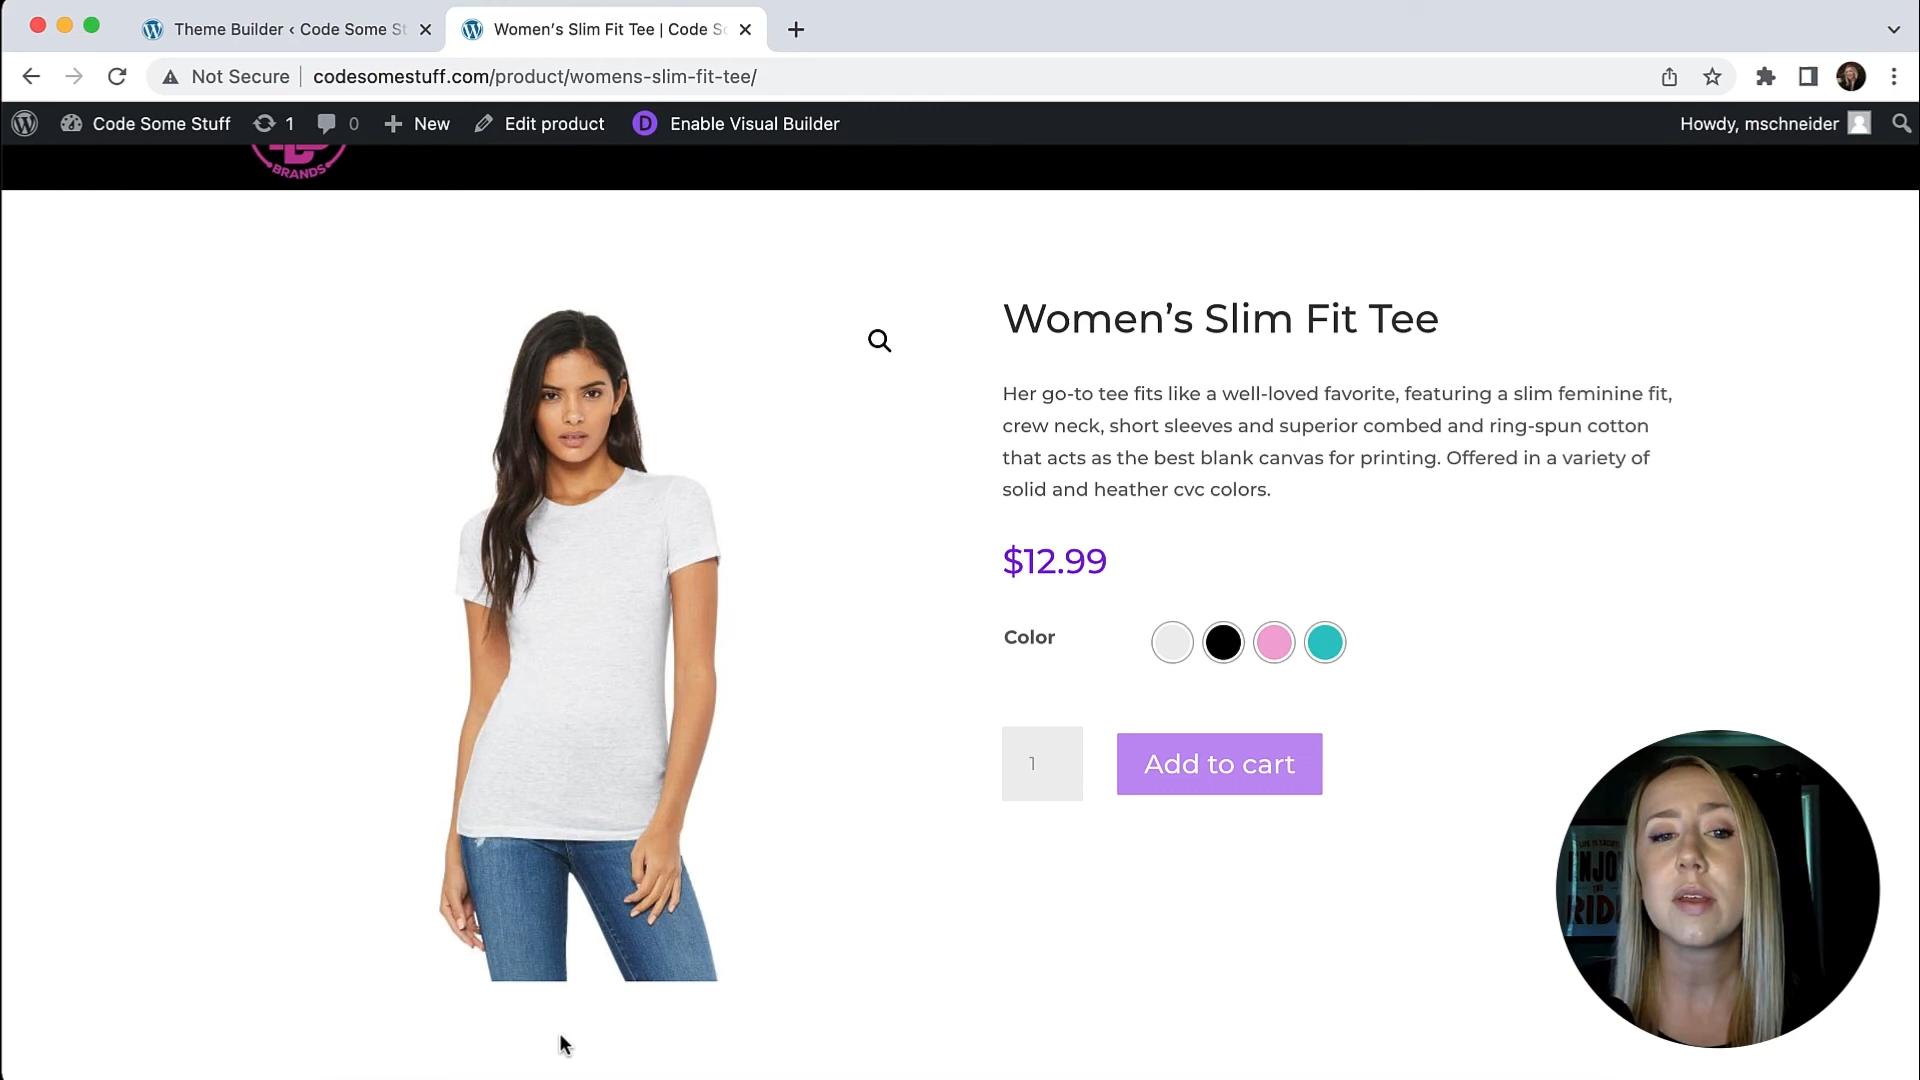 Theme Builder ‹ Code Some St
Women's Slim Fit Tee | Code So
Not Secure
codesomestuff.com/product/womens-slim-fit-tee/
Code Some Stuff
1
0
New
Edit product
D
Enable Visual Builder
Howdy, mschneider
BRANDS
Women’s Slim Fit Tee
Her go-to tee fits like a well-loved favorite, featuring a slim feminine fit,
crew neck, short sleeves and superior combed and ring-spun cotton
that acts as the best blank canvas for printing. Offered in a variety of
solid and heather cvc colors.
$12.99
Color
1
Add to cart
ENJO
THE
RID